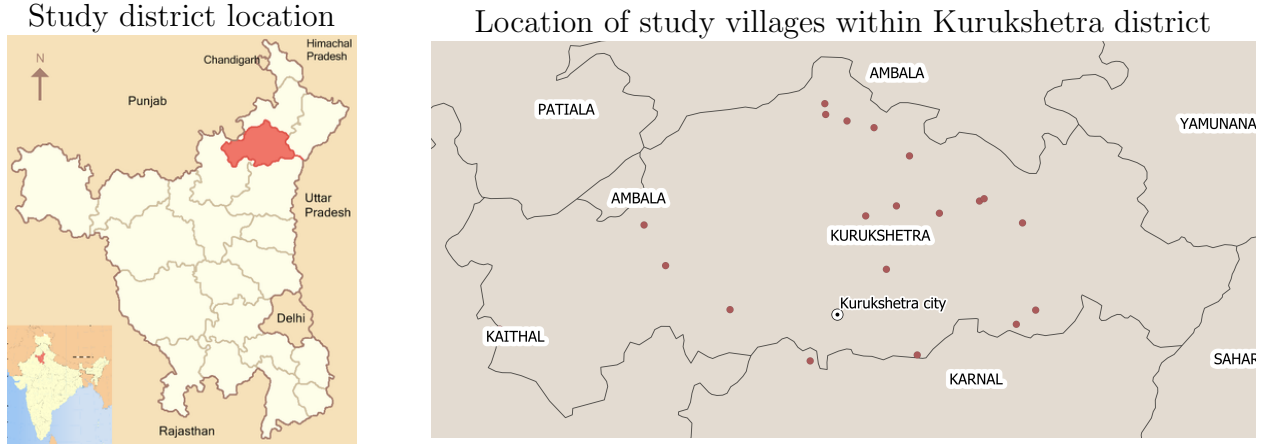 Study district location
Himachal
Pradesh
Chandigarh
N
Punjab
Uttar
Pradesh
Delhi
Rajasthan
Location of study villages within Kurukshetra district
AMBALA
PATIALA
YAMUNANA
AMBALA
KURUKSHETRA
Kurukshetra city
KAITHAL
SAHAR
KARNAL